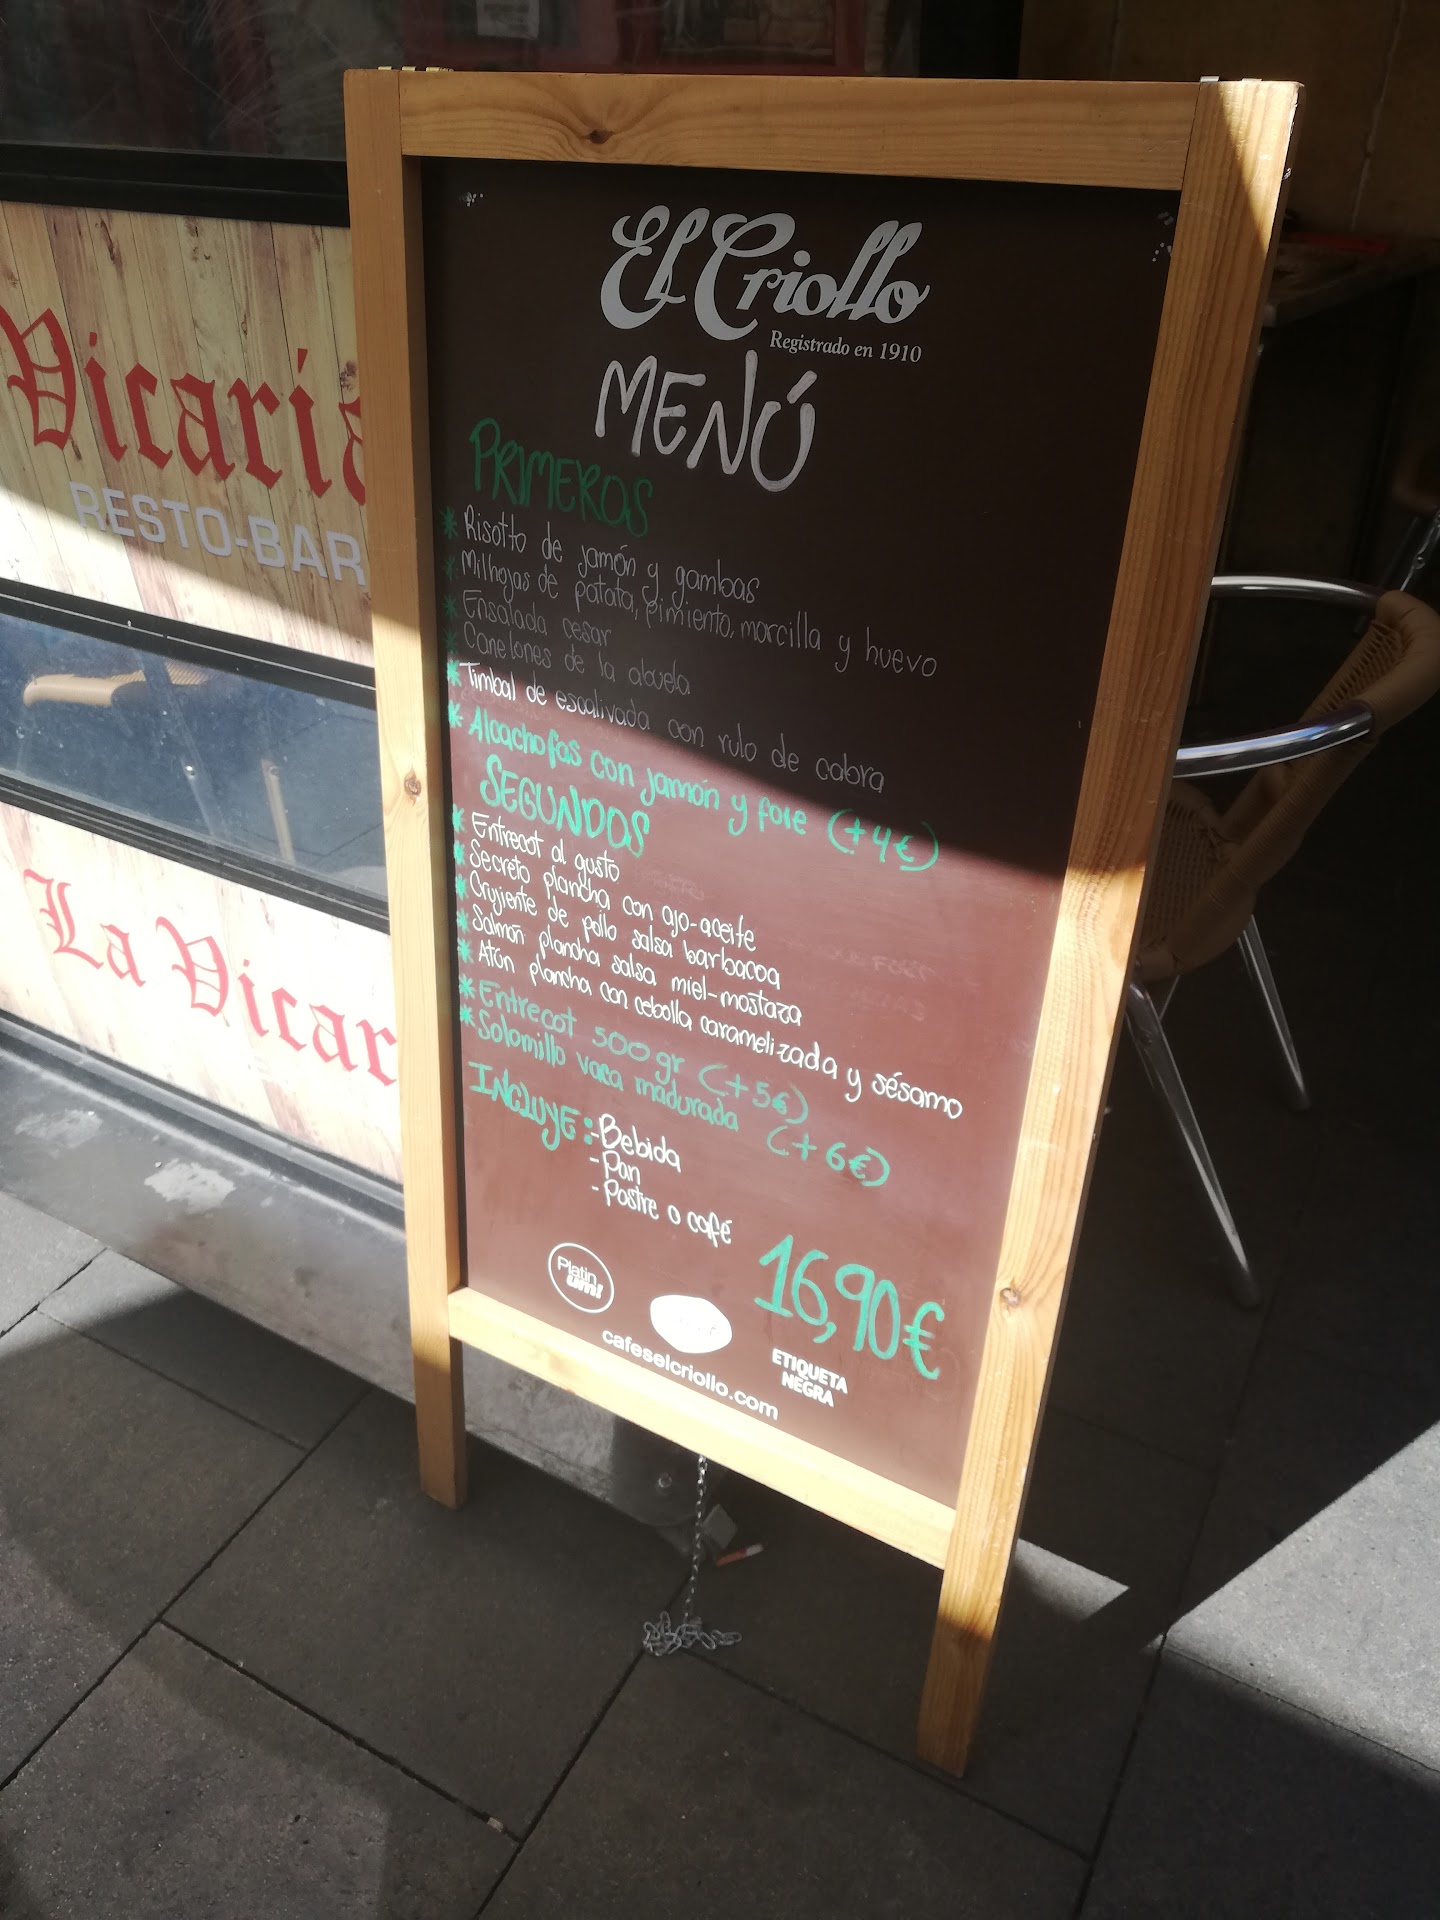 El Criollo
Registrado en 1910
MENÚ
PRIMEROS
* Risotto de jamón y gambas
* Milhojas de patata, pimiento, morcilla y huevo
* Ensalada cesar
* Canelones de la abuela
* Timbal de escalivada con rulo de cabra
* Alcachofas con jamón y foie (+4€)
SEGUNDOS
* Entrecot al gusto
* Secreto plancha con ajo-aceite
* Crujiente de pollo salsa barbacoa
* Salmón plancha salsa miel-mostaza
* Atún plancha con cebolla caramelizada y sésamo
* Entrecot 500gr (+5€)
* Solomillo vaca madurada (+6€)
INCLUYE: -Bebida
- Pan
- Postre o café
16,90€
Platin
um!
ETIQUETA
NEGRA
cafeselcriollo.com
Vicaría
RESTO-BAR
La Vicar